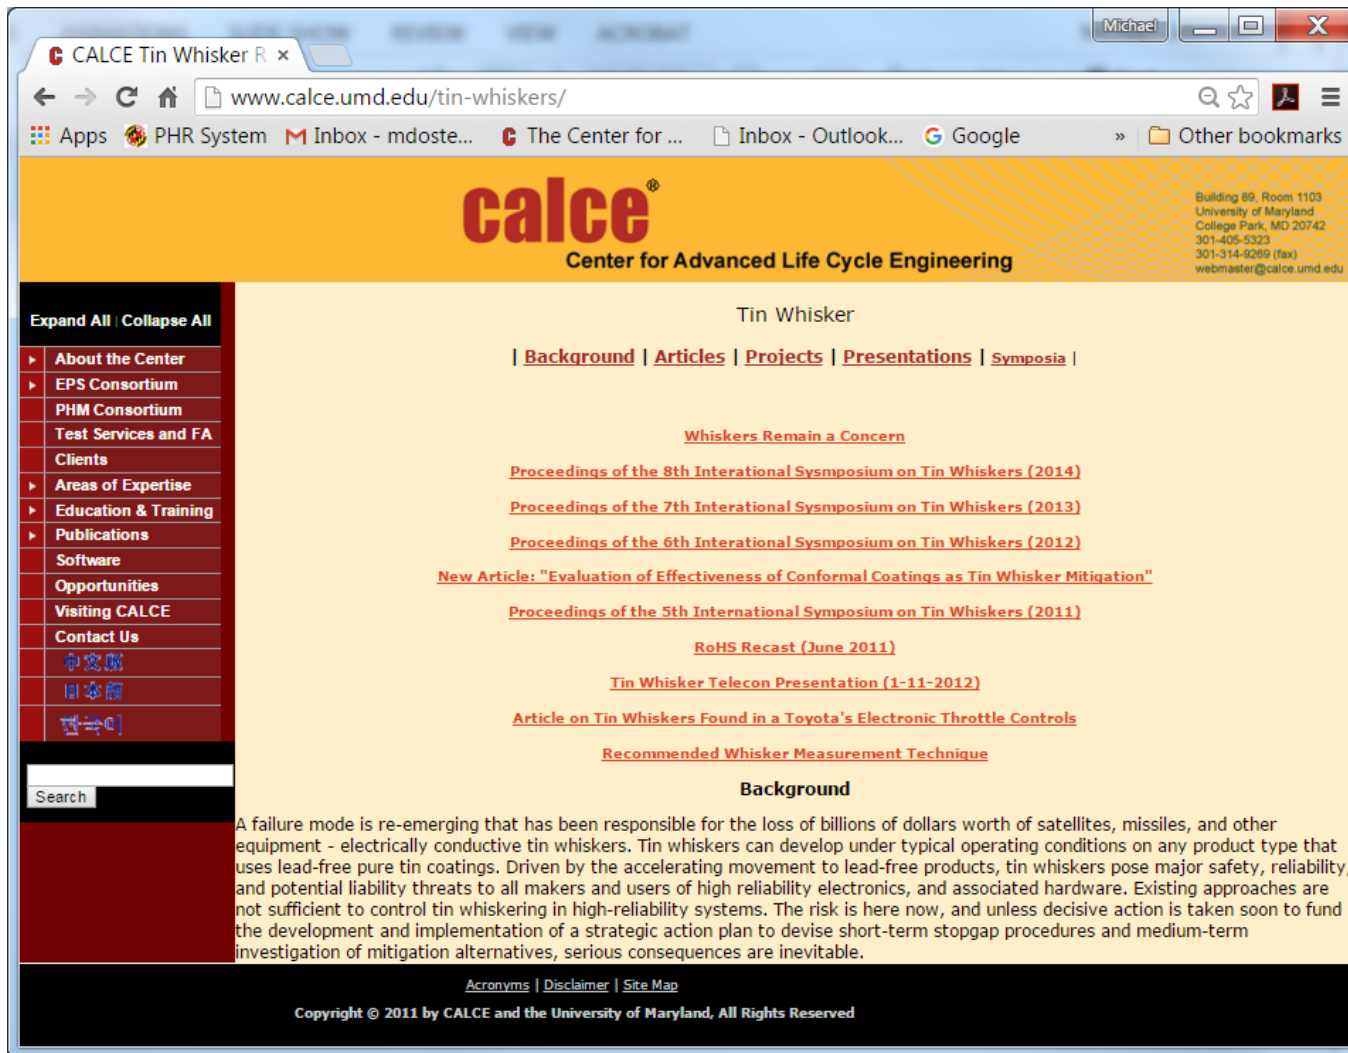 REVIEW VIEW ACROBAT
Michael
CALCE Tin Whisker R
www.calce.umd.edu/tin-whiskers/
Apps PHR System Inbox - mdoste... The Center for ... Inbox - Outlook... Google » Other bookmarks
calce®
Center for Advanced Life Cycle Engineering
Building 89, Room 1103
University of Maryland
College Park, MD 20742
301-405-5323
301-314-9269 (fax)
webmaster@calce.umd.edu
Expand All | Collapse All
About the Center
EPS Consortium
PHM Consortium
Test Services and FA
Clients
Areas of Expertise
Education & Training
Publications
Software
Opportunities
Visiting CALCE
Contact Us
中文版
日本語
한국어
Search
Tin Whisker
| Background | Articles | Projects | Presentations | Symposia |
Whiskers Remain a Concern
Proceedings of the 8th Interational Sysmposium on Tin Whiskers (2014)
Proceedings of the 7th Interational Sysmposium on Tin Whiskers (2013)
Proceedings of the 6th Interational Sysmposium on Tin Whiskers (2012)
New Article: "Evaluation of Effectiveness of Conformal Coatings as Tin Whisker Mitigation"
Proceedings of the 5th International Symposium on Tin Whiskers (2011)
RoHS Recast (June 2011)
Tin Whisker Telecon Presentation (1-11-2012)
Article on Tin Whiskers Found in a Toyota's Electronic Throttle Controls
Recommended Whisker Measurement Technique
Background
A failure mode is re-emerging that has been responsible for the loss of billions of dollars worth of satellites, missiles, and other
equipment - electrically conductive tin whiskers. Tin whiskers can develop under typical operating conditions on any product type that
uses lead-free pure tin coatings. Driven by the accelerating movement to lead-free products, tin whiskers pose major safety, reliability,
and potential liability threats to all makers and users of high reliability electronics, and associated hardware. Existing approaches are
not sufficient to control tin whiskering in high-reliability systems. The risk is here now, and unless decisive action is taken soon to fund
the development and implementation of a strategic action plan to devise short-term stopgap procedures and medium-term
investigation of mitigation alternatives, serious consequences are inevitable.
Acronyms | Disclaimer | Site Map
Copyright © 2011 by CALCE and the University of Maryland, All Rights Reserved